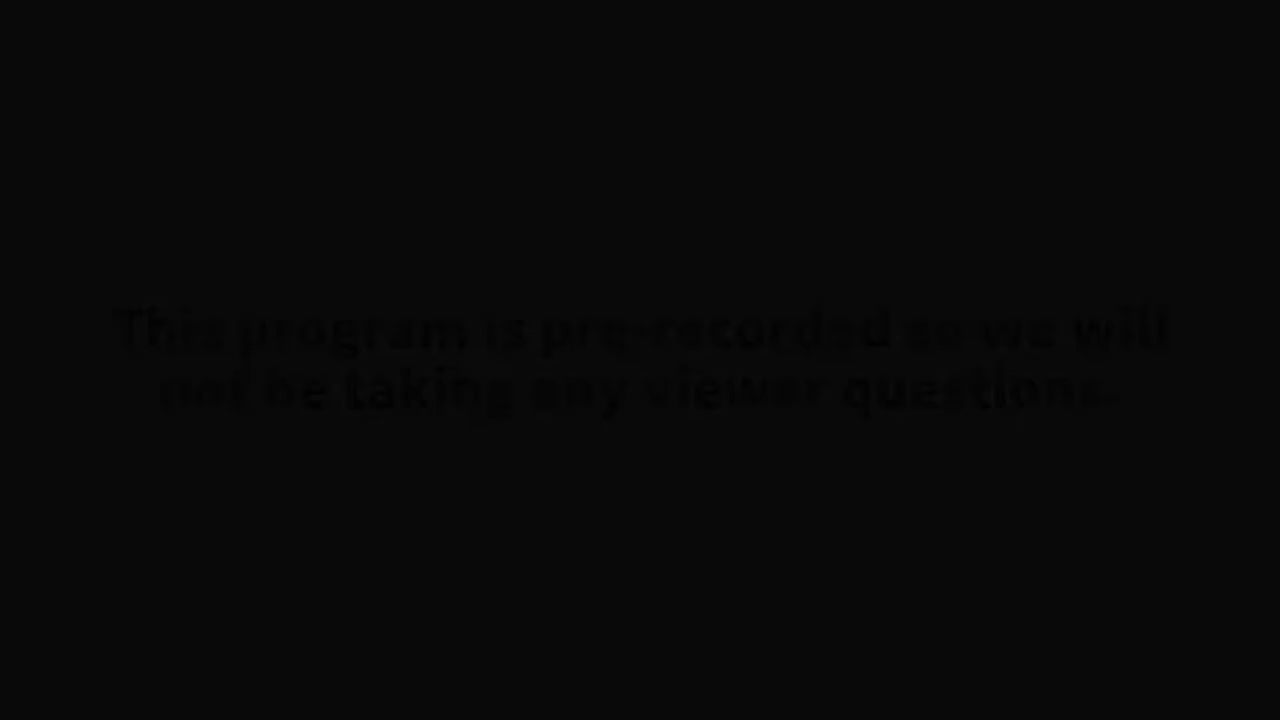 This program is pre-recorded so we will
not be taking any viewer questions